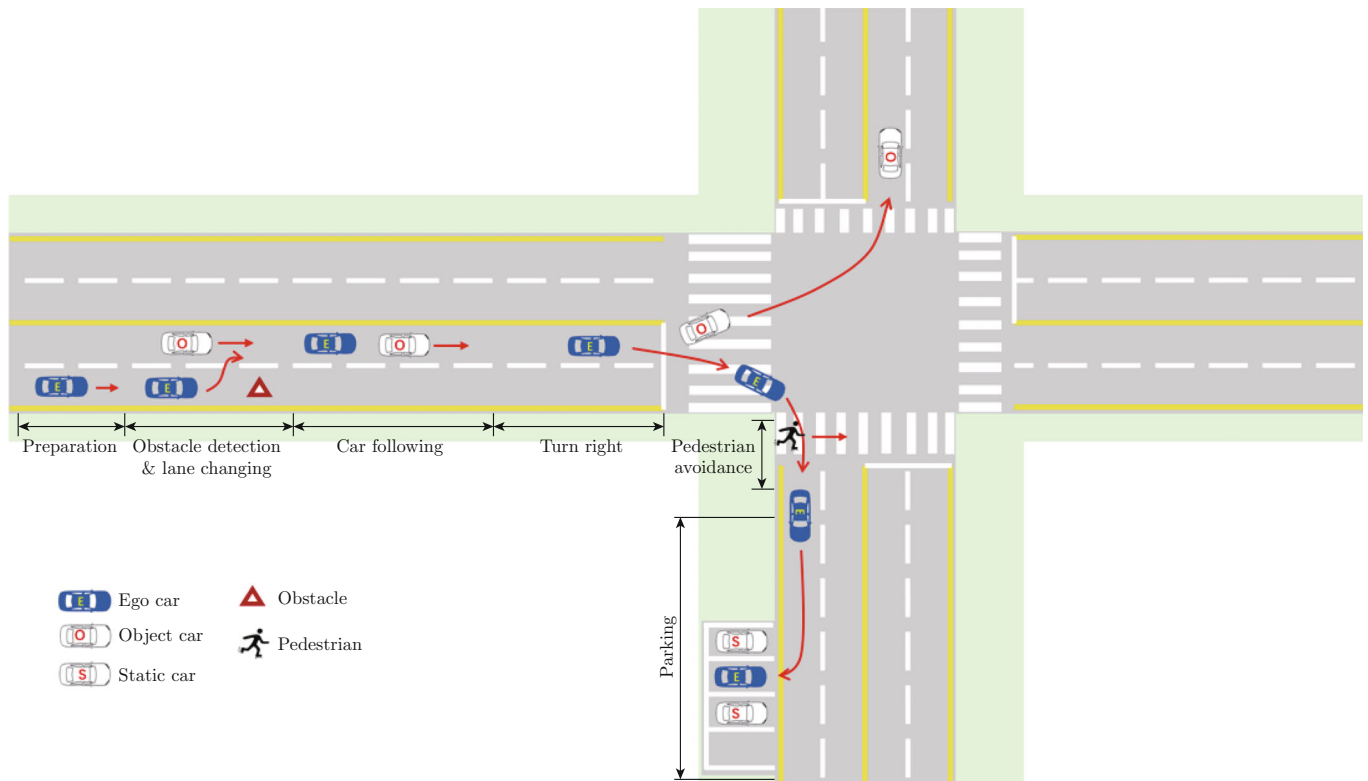 O
O
E
O
E
O
E
E
E
E
Preparation
Obstacle detection
& lane changing
Car following
Turn right
Pedestrian
avoidance
E
Parking
S
E
S
E Ego car
O Object car
S Static car
Obstacle
Pedestrian